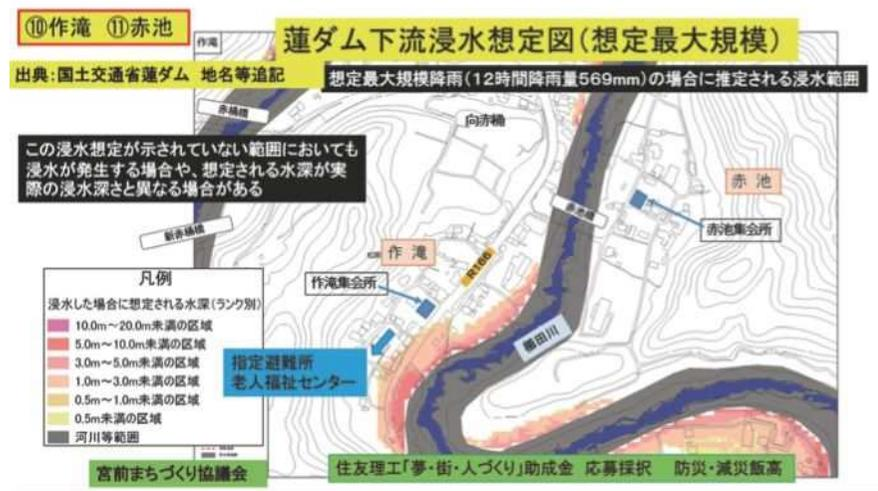 ⑩作滝 ⑪赤池
作滝
蓮ダム下流浸水想定図(想定最大規模)
出典:国土交通省蓮ダム 地名等追記
想定最大規模降雨(12時間降雨量569mm)の場合に推定される浸水範囲
赤桶橋
向赤桶
この浸水想定が示されていない範囲においても
浸水が発生する場合や、想定される水深が実
際の浸水深さと異なる場合がある
赤池
赤池橋
赤池集会所
新赤桶橋
作滝
R166
作滝集会所
櫛田川
凡例
浸水した場合に想定される水深(ランク別)
10.0m~20.0m未満の区域
5.0m~10.0m未満の区域
3.0m~5.0m未満の区域
1.0m~3.0m未満の区域
0.5m~1.0m未満の区域
0.5m未満の区域
河川等範囲
指定避難所
老人福祉センター
宮前まちづくり協議会
住友理工「夢・街・人づくり」助成金 応募採択 防災・減災飯高